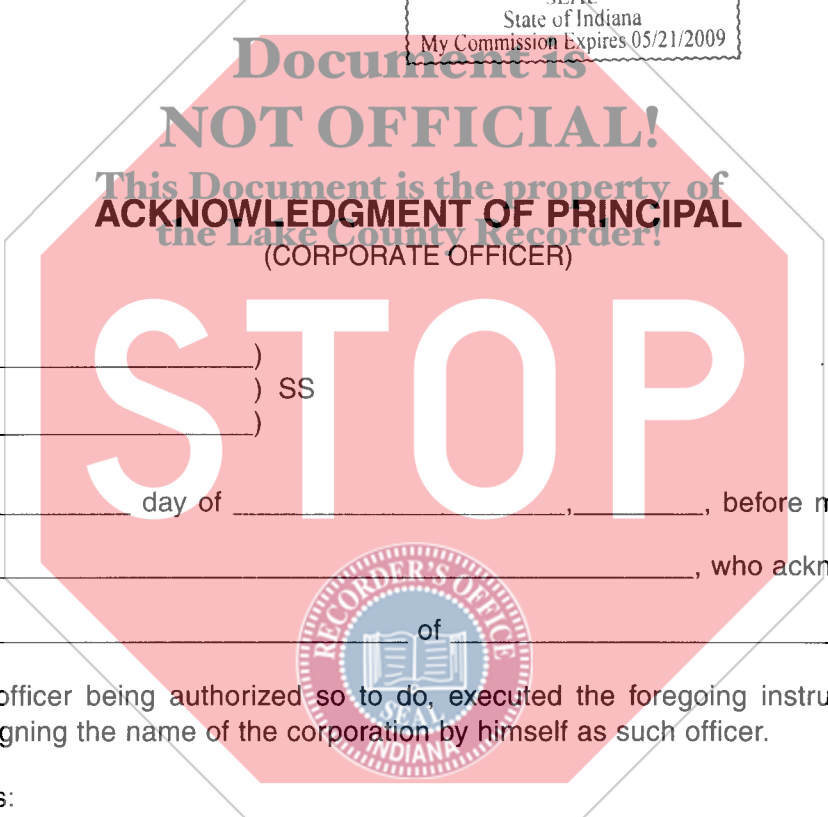 SEAL
State of Indiana
My Commission Expires 05/21/2009
Document is
NOT OFFICIAL!
This Document is the property of
ACKNOWLEDGMENT OF PRINCIPAL
the Lake County Recorder!
(CORPORATE OFFICER)
STOP
)
) SS
)
day of , , before
, who
of
RECORDER'S OFFICE
SEAL
INDIANA
officer being authorized so to do, executed the foregoing
the name of the corporation by himself as such officer.